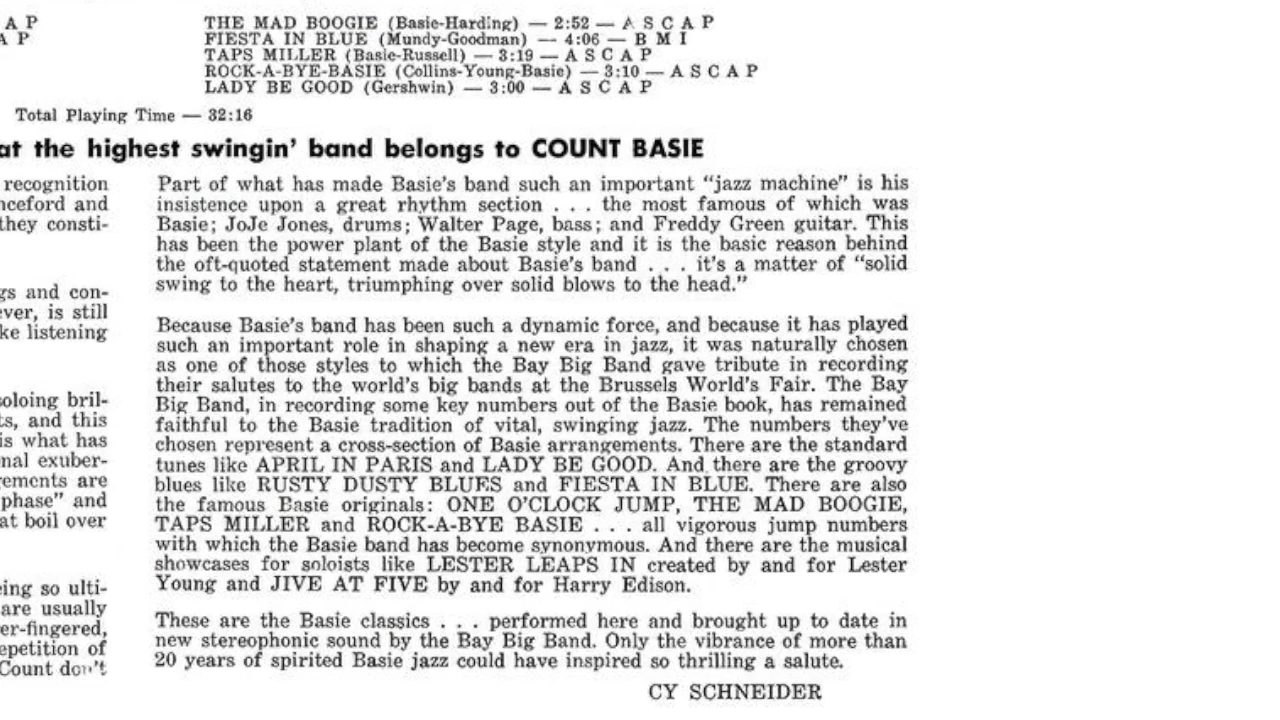 A P
A P
THE MAD BOOGIE (Basie-Harding) — 2:52 — A S C A P
FIESTA IN BLUE (Mundy-Goodman) — 4:06 — B M I
TAPS MILLER (Basie-Russell) — 3:19 — A S C A P
ROCK-A-BYE-BASIE (Collins-Young-Basie) — 3:10 — A S C A P
LADY BE GOOD (Gershwin) — 3:00 — A S C A P
Total Playing Time — 32:16
at the highest swingin' band belongs to COUNT BASIE
recognition
nceford and
they consti-
gs and con-
ever, is still
ke listening
soloing bril-
ts, and this
is what has
nal exuber-
ements are
phase” and
at boil over
eing so ulti-
are usually
er-fingered,
epetition of
Count don't
Part of what has made Basie's band such an important “jazz machine” is his
insistence upon a great rhythm section . . . the most famous of which was
Basie; JoJe Jones, drums; Walter Page, bass; and Freddy Green guitar. This
has been the power plant of the Basie style and it is the basic reason behind
the oft-quoted statement made about Basie's band . . . it's a matter of “solid
swing to the heart, triumphing over solid blows to the head.”
Because Basie's band has been such a dynamic force, and because it has played
such an important role in shaping a new era in jazz, it was naturally chosen
as one of those styles to which the Bay Big Band gave tribute in recording
their salutes to the world's big bands at the Brussels World's Fair. The Bay
Big Band, in recording some key numbers out of the Basie book, has remained
faithful to the Basie tradition of vital, swinging jazz. The numbers they've
chosen represent a cross-section of Basie arrangements. There are the standard
tunes like APRIL IN PARIS and LADY BE GOOD. And there are the groovy
blues like RUSTY DUSTY BLUES and FIESTA IN BLUE. There are also
the famous Basie originals: ONE O'CLOCK JUMP, THE MAD BOOGIE,
TAPS MILLER and ROCK-A-BYE BASIE . . . all vigorous jump numbers
with which the Basie band has become synonymous. And there are the musical
showcases for soloists like LESTER LEAPS IN created by and for Lester
Young and JIVE AT FIVE by and for Harry Edison.
These are the Basie classics . . . performed here and brought up to date in
new stereophonic sound by the Bay Big Band. Only the vibrance of more than
20 years of spirited Basie jazz could have inspired so thrilling a salute.
CY SCHNEIDER